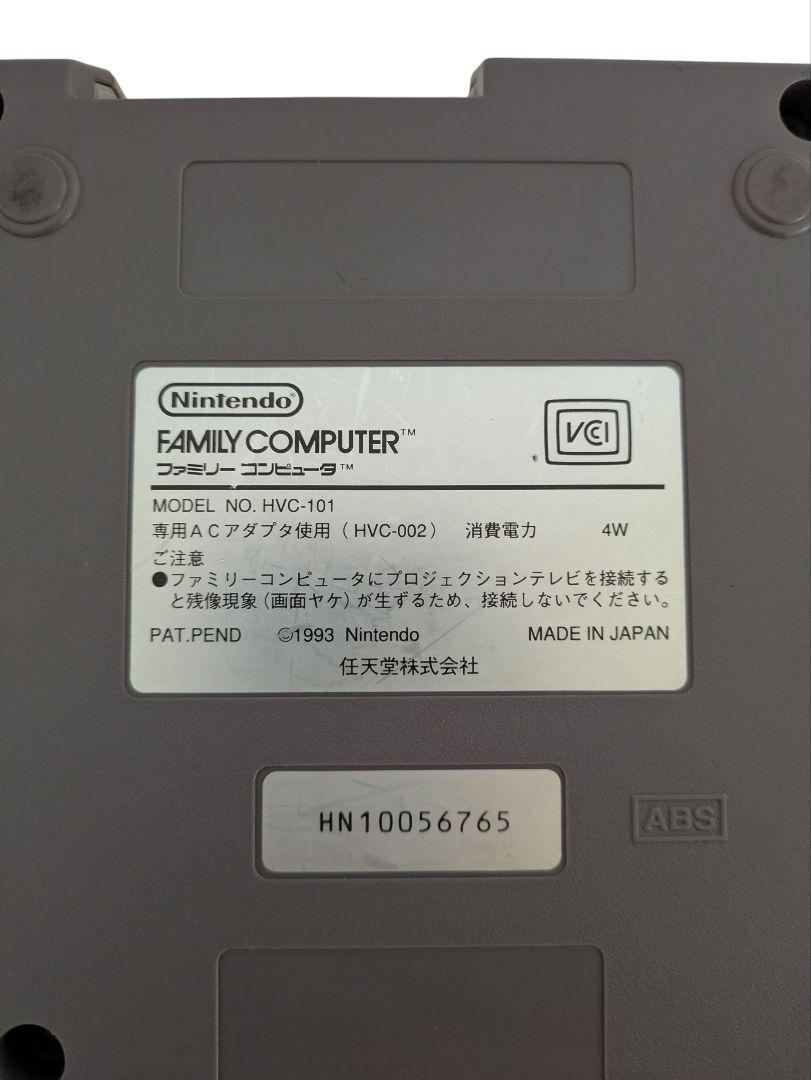 Nintendo
FAMILY COMPUTER™
ファミリー コンピュータ™
VCCI
MODEL NO. HVC-101
専用ACアダプタ使用(HVC-002) 消費電力 4W
ご注意
●ファミリーコンピュータにプロジェクションテレビを接続する
と残像現象(画面ヤケ)が生ずるため、接続しないでください。
PAT.PEND ©1993 Nintendo MADE IN JAPAN
任天堂株式会社
HN10056765
ABS